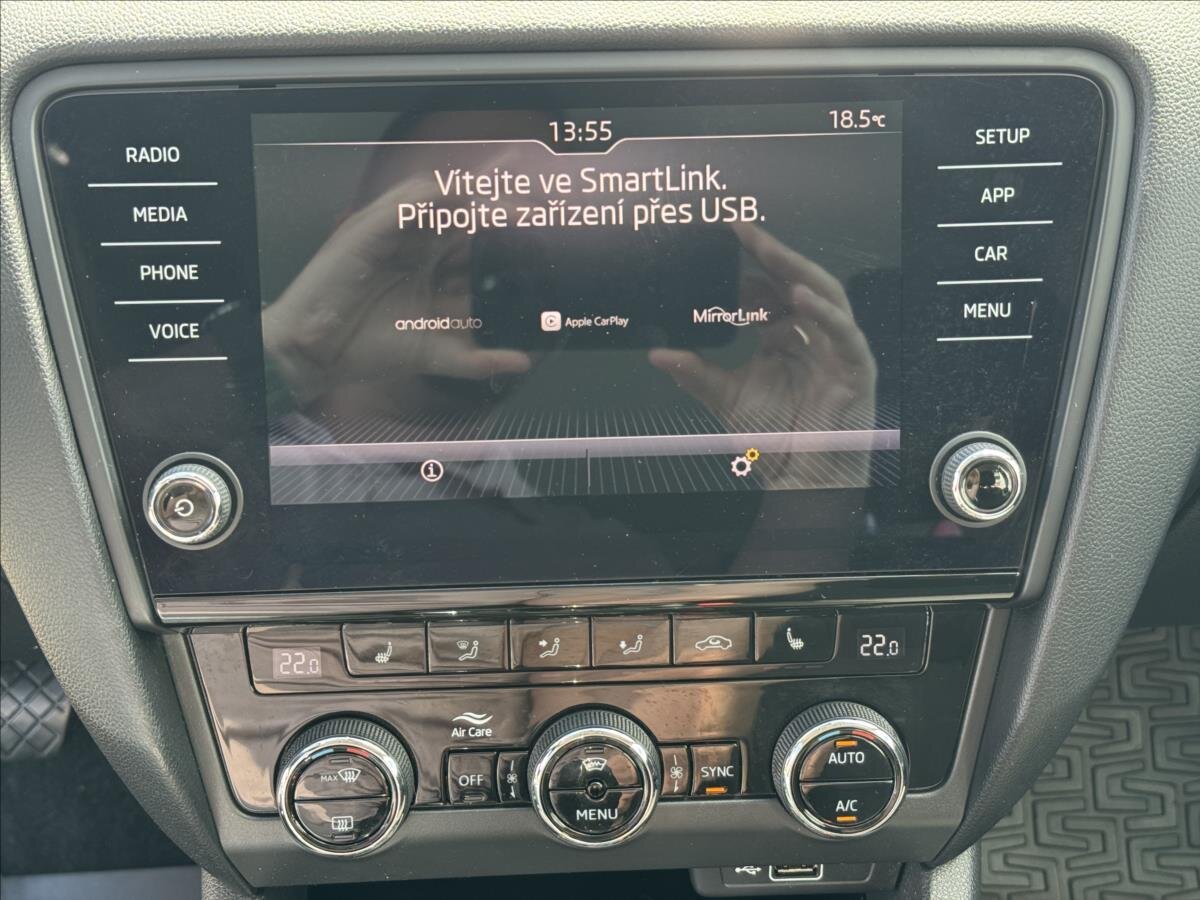 13:55
18.5°C
RADIO
MEDIA
PHONE
VOICE
Vítejte ve SmartLink.
Připojte zařízení přes USB.
androidauto
Apple CarPlay
MirrorLink
SETUP
APP
CAR
MENU
22.0
22.0
Air Care
MAX
OFF
MENU
SYNC
AUTO
A/C